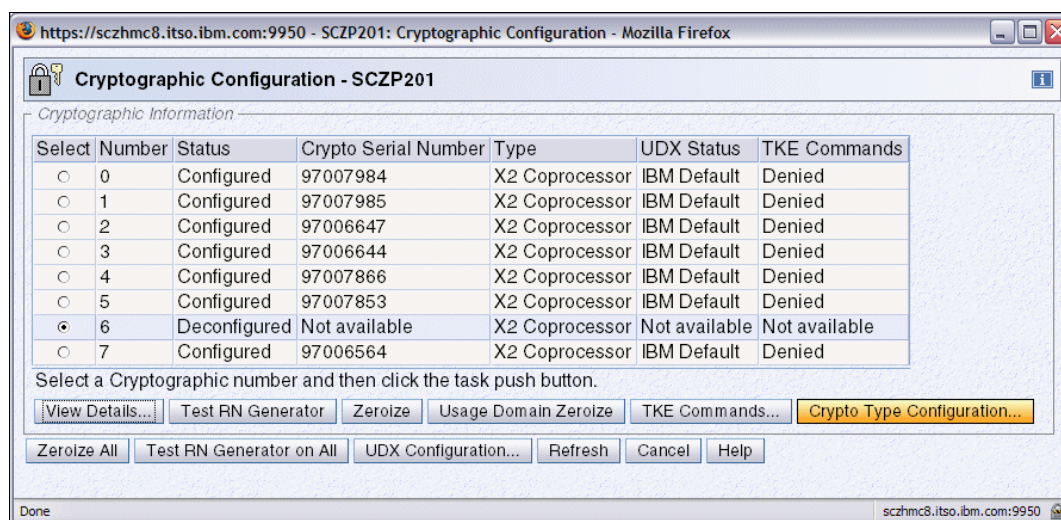 https://sczhmc8.itso.ibm.com:9950 - SCZP201: Cryptographic Configuration - Mozilla Firefox
Cryptographic Configuration - SCZP201
i
Cryptographic Information
Select Number Status Crypto Serial Number Type UDX Status TKE Commands
0 Configured 97007984 X2 Coprocessor IBM Default Denied
1 Configured 97007985 X2 Coprocessor IBM Default Denied
2 Configured 97006647 X2 Coprocessor IBM Default Denied
3 Configured 97006644 X2 Coprocessor IBM Default Denied
4 Configured 97007866 X2 Coprocessor IBM Default Denied
5 Configured 97007853 X2 Coprocessor IBM Default Denied
6 Deconfigured Not available X2 Coprocessor Not available Not available
7 Configured 97006564 X2 Coprocessor IBM Default Denied
Select a Cryptographic number and then click the task push button.
View Details... Test RN Generator Zeroize Usage Domain Zeroize TKE Commands... Crypto Type Configuration...
Zeroize All Test RN Generator on All UDX Configuration... Refresh Cancel Help
Done sczhmc8.itso.ibm.com:9950